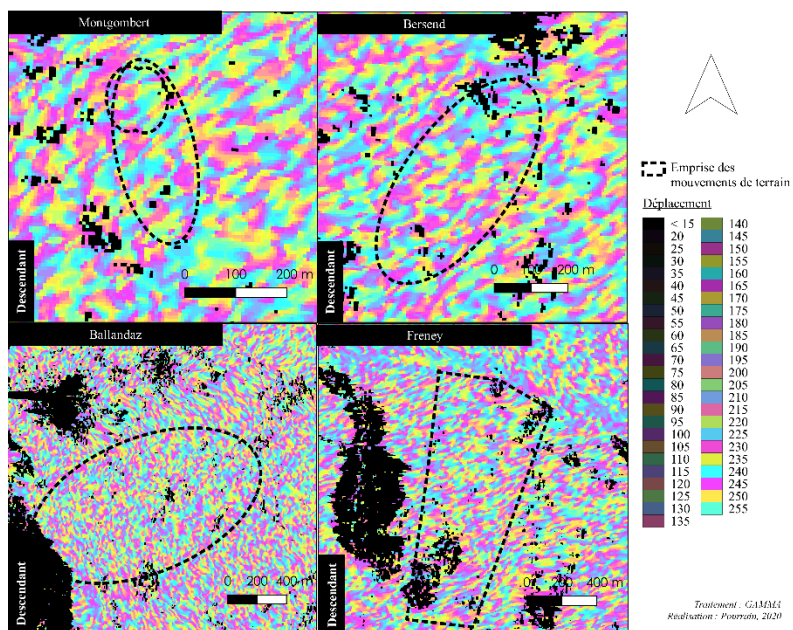 Montgombert
Bersend
Descendant
0 100 200 m
Descendant
0 100 200 m
Ballandaz
Freney
Descendant
0 200 400 m
Descendant
0 200 400 m
Emprise des
mouvements de terrain
Déplacement
< 15 140
20 145
25 150
30 155
35 160
40 165
45 170
50 175
55 180
60 185
65 190
70 195
75 200
80 205
85 210
90 215
95 220
100 225
105 230
110 235
115 240
120 245
125 250
130 255
135
Traitement : GAMMA
Réalisation : Pourrain, 2020